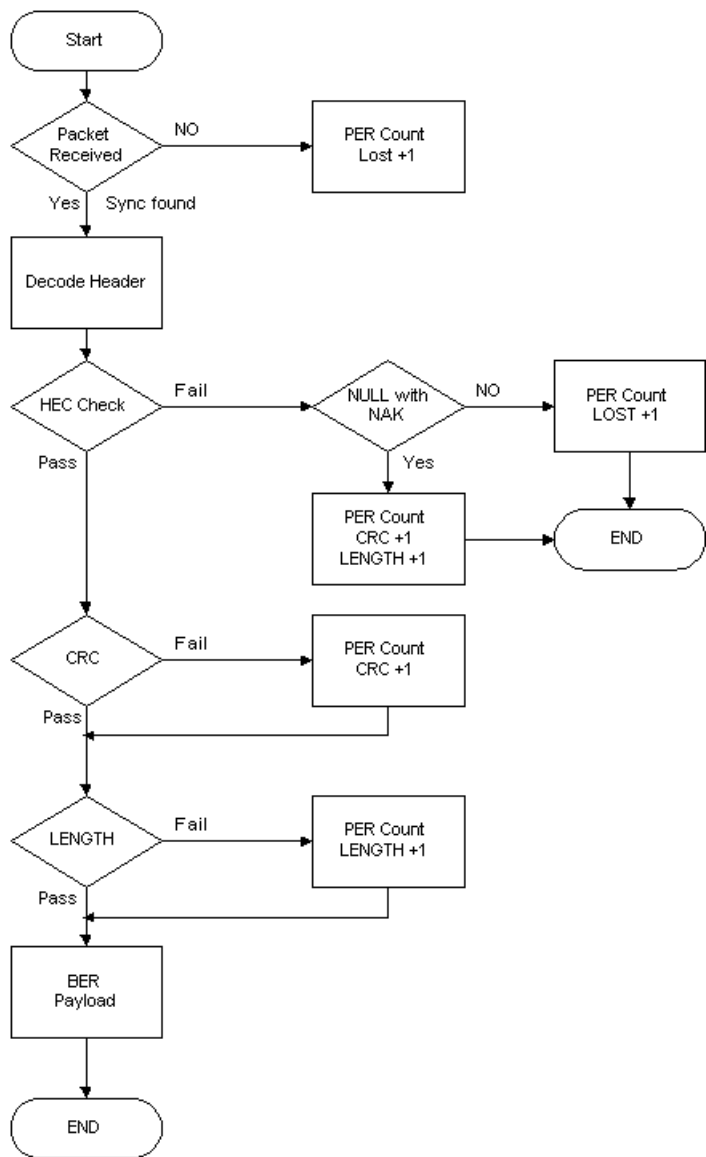 Start
Packet
Received
NO
PER Count
Lost +1
Yes
Sync found
Decode Header
HEC Check
Fail
NULL with
NAK
NO
PER Count
LOST +1
Pass
Yes
PER Count
CRC +1
LENGTH +1
END
CRC
Fail
PER Count
CRC +1
Pass
LENGTH
Fail
PER Count
LENGTH +1
Pass
BER
Payload
END